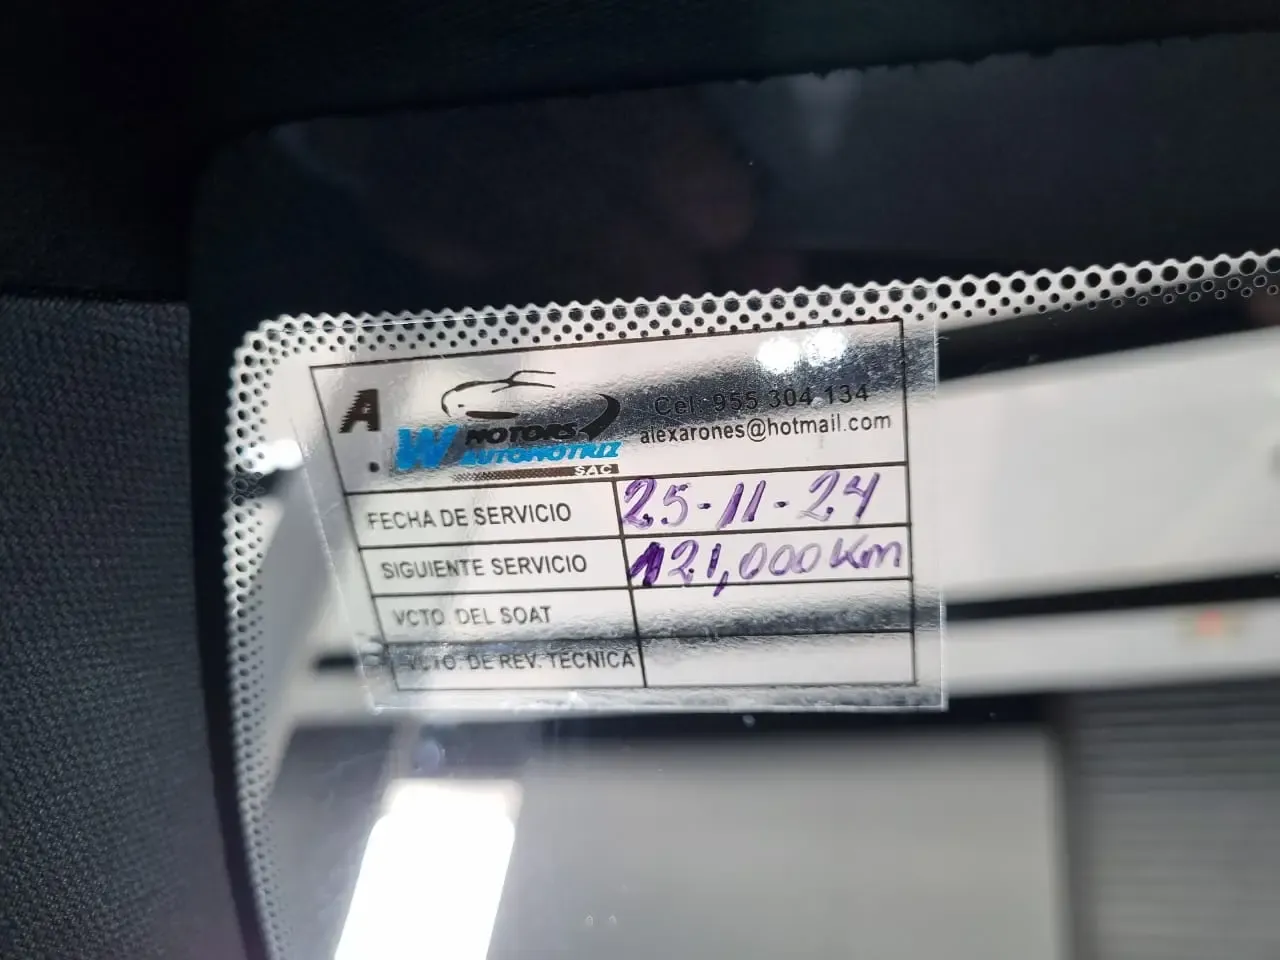 A.W MOTORS
AUTOMOTRIZ
SAC
Cel: 955 304 134
alexarones@hotmail.com
FECHA DE SERVICIO 25-11-24
SIGUIENTE SERVICIO 121,000 Km
VCTO. DEL SOAT
VCTO. DE REV. TECNICA